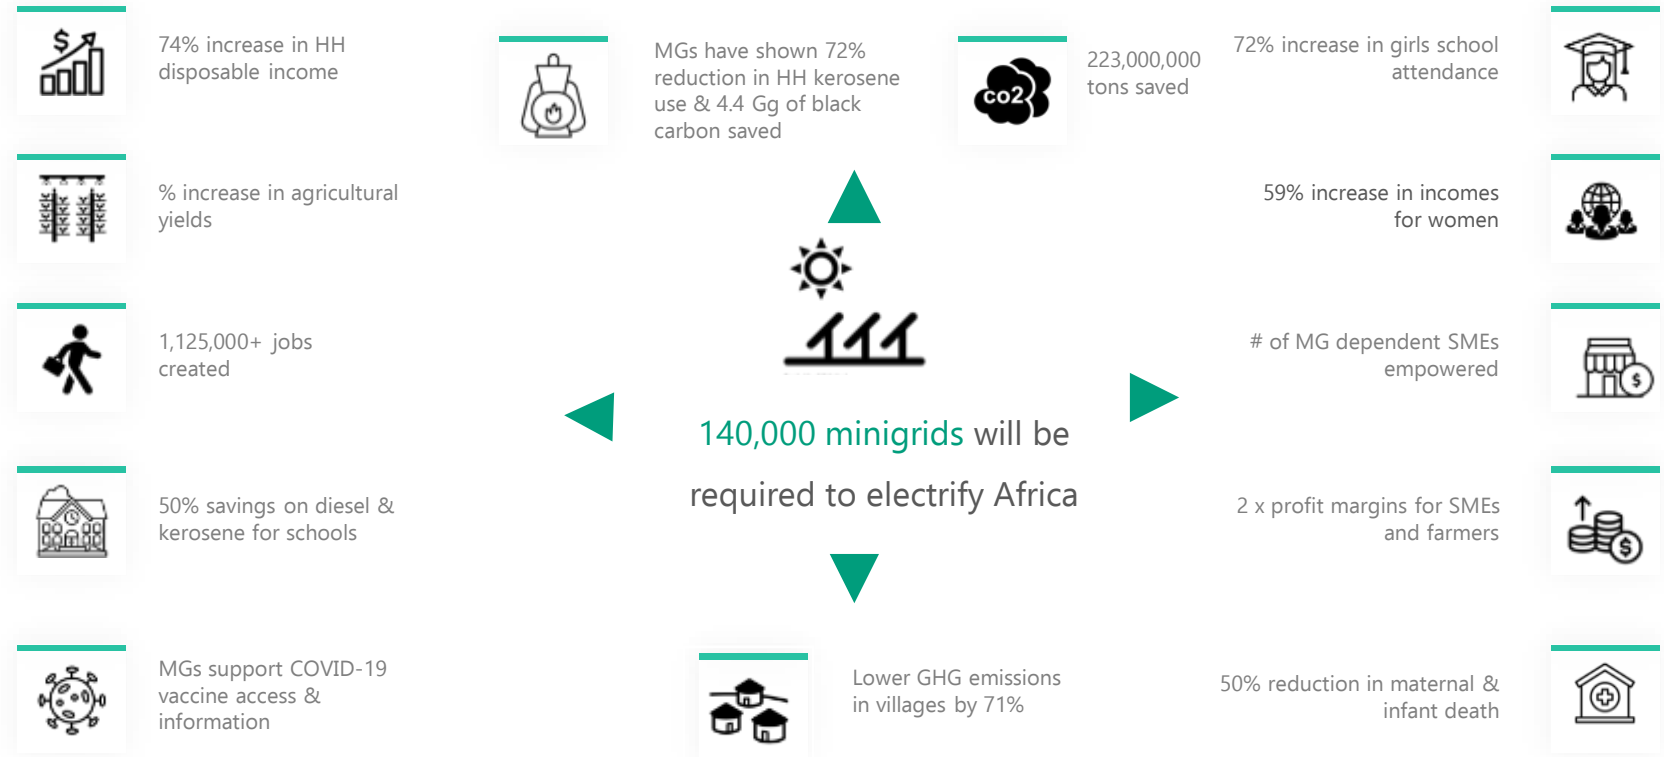 74% increase in HH
disposable income
% increase in agricultural
yields
1,125,000+ jobs
created
50% savings on diesel &
kerosene for schools
MGs support COVID-19
vaccine access &
information
MGs have shown 72%
reduction in HH kerosene
use & 4.4 Gg of black
carbon saved
co2
223,000,000
tons saved
140,000 minigrids will be
required to electrify Africa
Lower GHG emissions
in villages by 71%
72% increase in girls school
attendance
59% increase in incomes
for women
# of MG dependent SMEs
empowered
2 x profit margins for SMEs
and farmers
50% reduction in maternal &
infant death